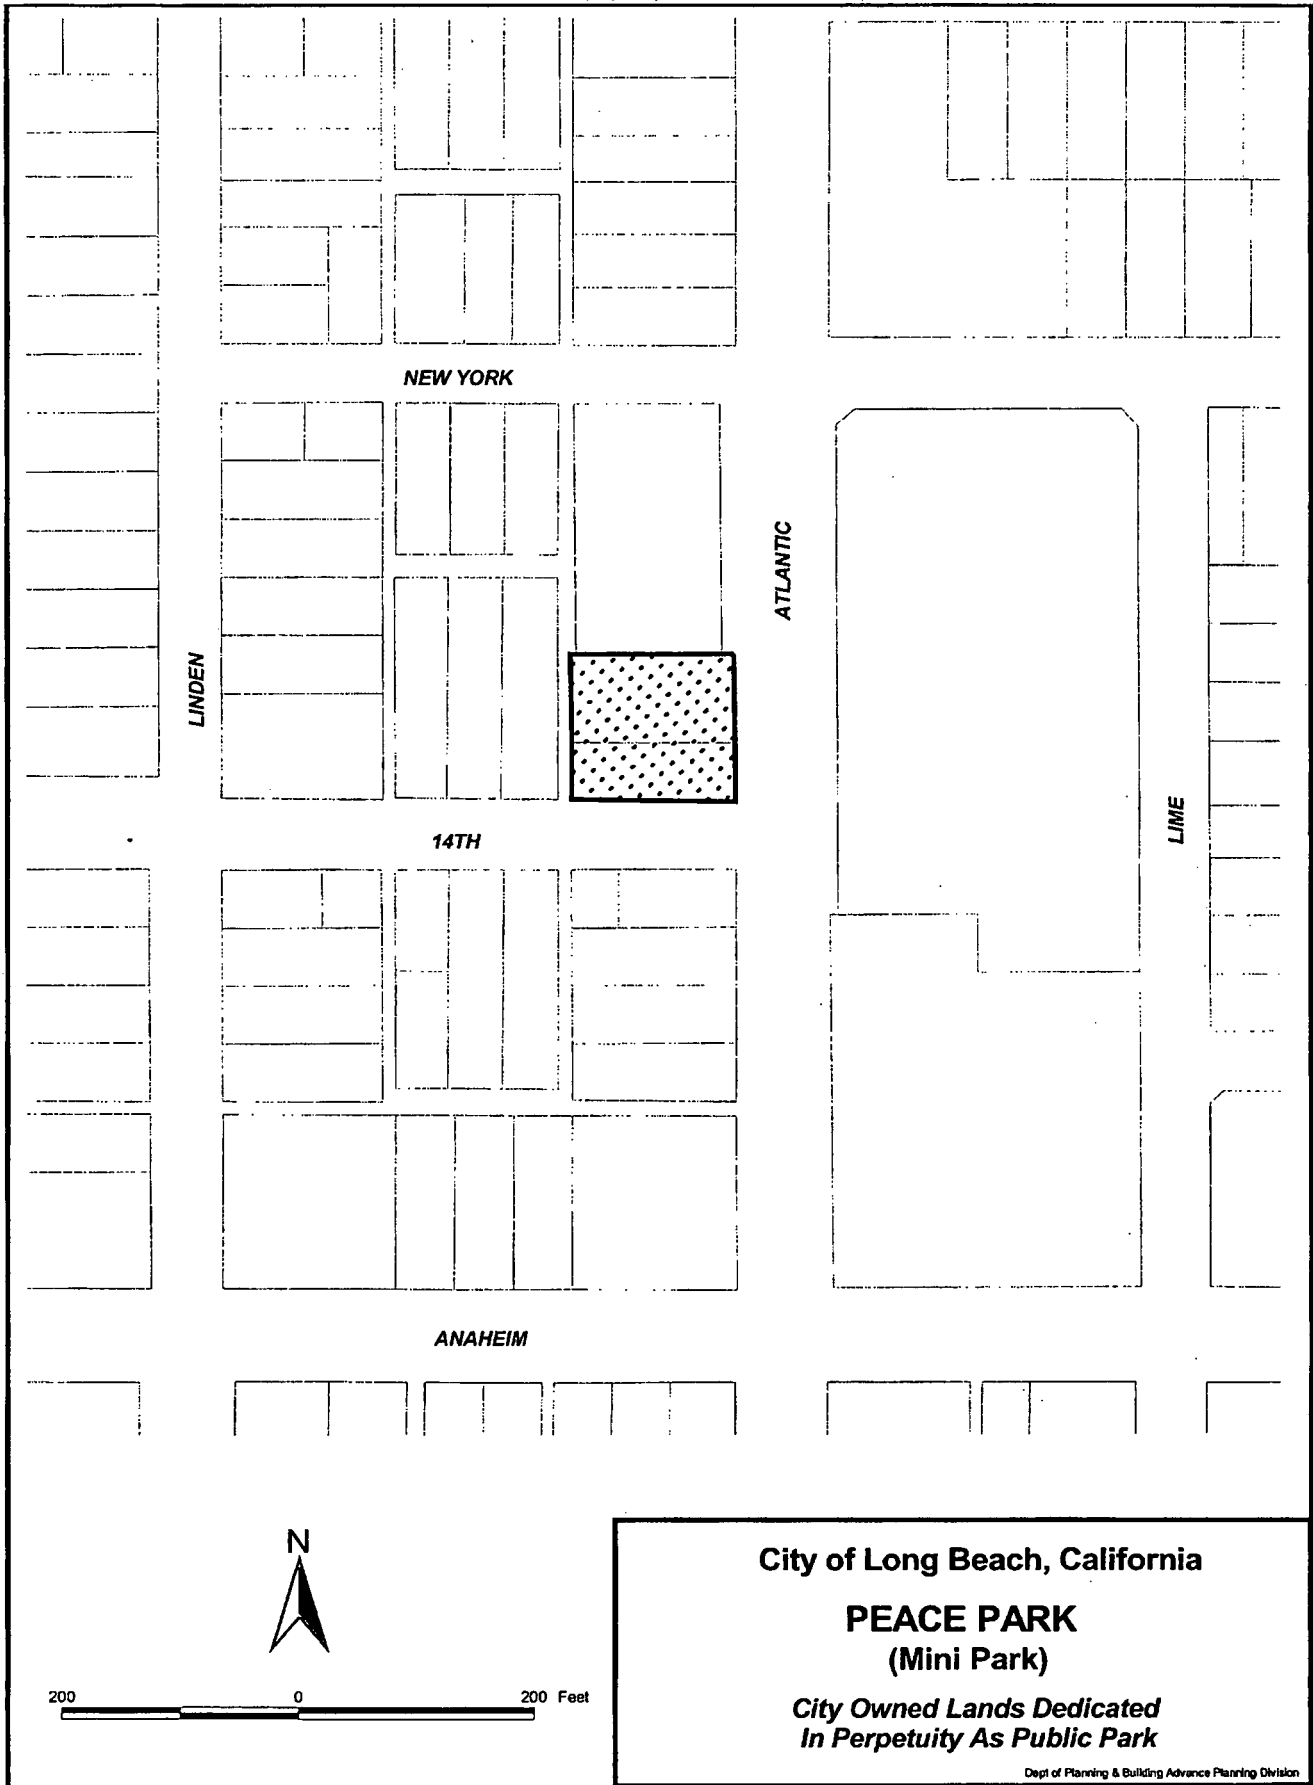 NEW YORK
ATLANTIC
LINDEN
LIME
14TH
ANAHEIM
N
200 0 200 Feet
City of Long Beach, California
PEACE PARK
(Mini Park)
City Owned Lands Dedicated
In Perpetuity As Public Park
Dept of Planning & Building Advance Planning Division